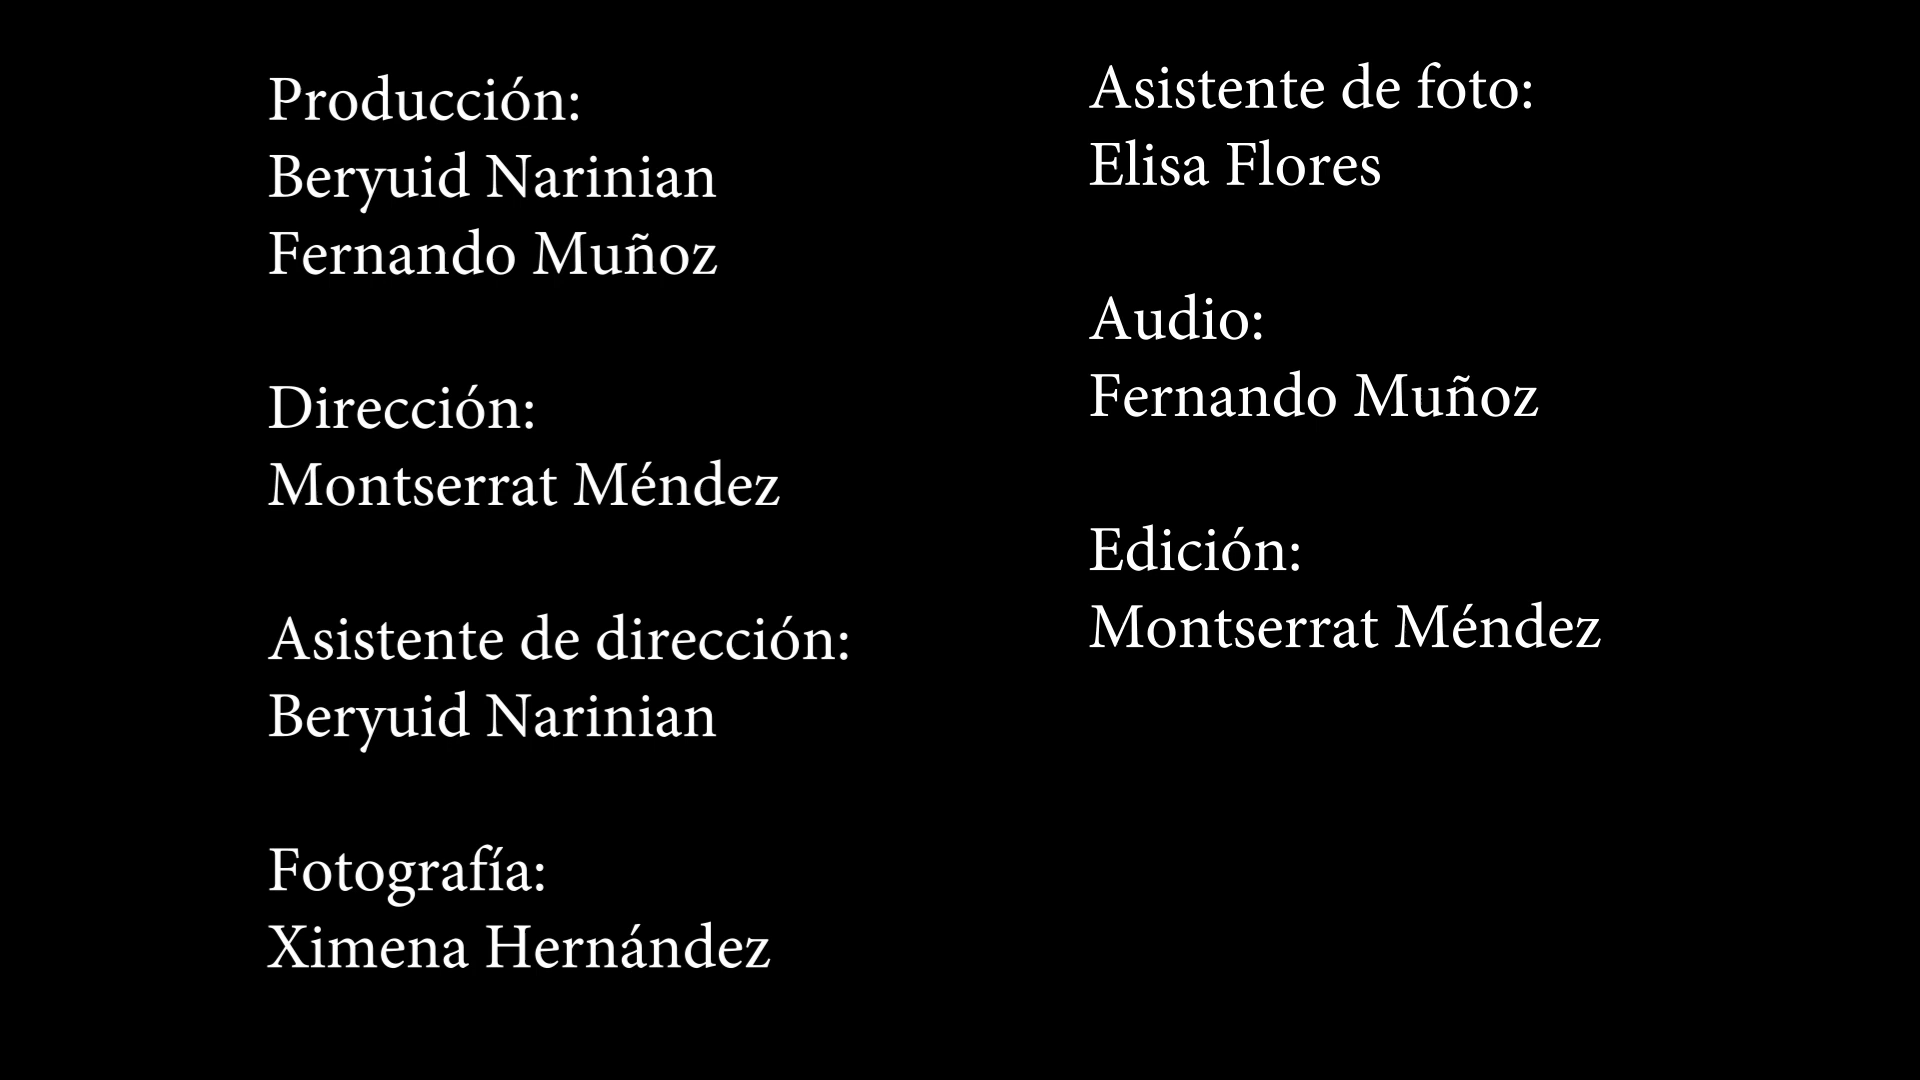 Producción:
Beryuid Narinian
Fernando Muñoz
Dirección:
Montserrat Méndez
Asistente de dirección:
Beryuid Narinian
Fotografía:
Ximena Hernández
Asistente de foto:
Elisa Flores
Audio:
Fernando Muñoz
Edición:
Montserrat Méndez